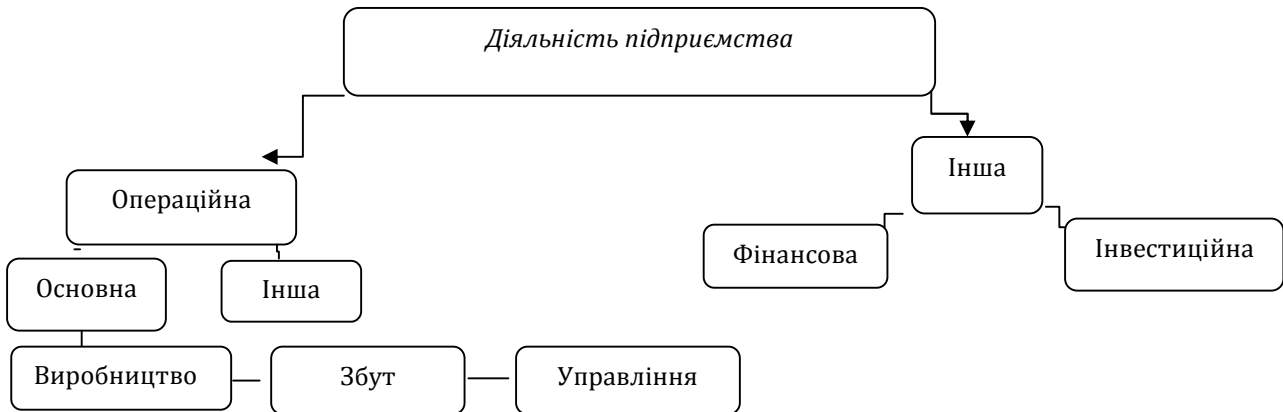 Діяльність підприємства
Інша
Операційна
Фінансова
Інвестиційна
Основна
Інша
Виробництво
Збут
Управління